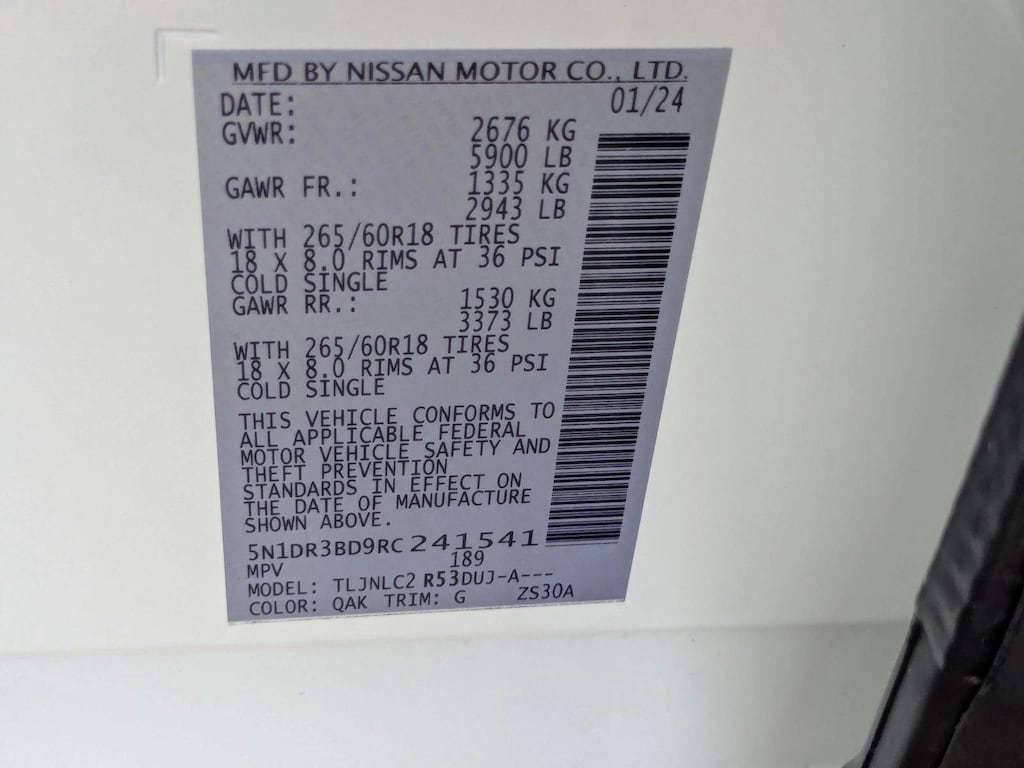 MFD BY NISSAN MOTOR CO., LTD.
DATE: 01/24
GVWR: 2676 KG
5900 LB
GAWR FR.: 1335 KG
2943 LB
WITH 265/60R18 TIRES
18 X 8.0 RIMS AT 36 PSI
COLD SINGLE
GAWR RR.: 1530 KG
3373 LB
WITH 265/60R18 TIRES
18 X 8.0 RIMS AT 36 PSI
COLD SINGLE
THIS VEHICLE CONFORMS TO
ALL APPLICABLE FEDERAL
MOTOR VEHICLE SAFETY AND
THEFT PREVENTION
STANDARDS IN EFFECT ON
THE DATE OF MANUFACTURE
SHOWN ABOVE.
5N1DR3BD9RC241541
MPV 189
MODEL: TLJNLC2 R53DUJ-A---
COLOR: QAK TRIM: G ZS30A